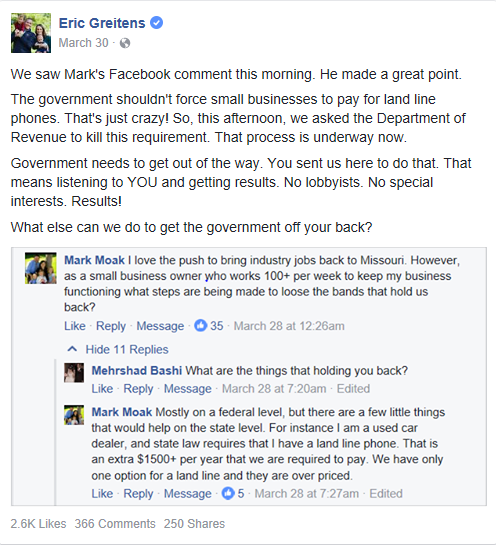 Eric Greitens
March 30 ·
We saw Mark's Facebook comment this morning. He made a great point.
The government shouldn't force small businesses to pay for land line
phones. That's just crazy! So, this afternoon, we asked the Department of
Revenue to kill this requirement. That process is underway now.
Government needs to get out of the way. You sent us here to do that. That
means listening to YOU and getting results. No lobbyists. No special
interests. Results!
What else can we do to get the government off your back?
Mark Moak I love the push to bring industry jobs back to Missouri. However,
as a small business owner who works 100+ per week to keep my business
functioning what steps are being made to loose the bands that hold us
back?
Like · Reply · Message · 35 · March 28 at 12:26am
Hide 11 Replies
Mehrshad Bashi What are the things that holding you back?
Like · Reply · Message · March 28 at 7:20am · Edited
Mark Moak Mostly on a federal level, but there are a few little things
that would help on the state level. For instance I am a used car
dealer, and state law requires that I have a land line phone. That is
an extra $1500+ per year that we are required to pay. We have only
one option for a land line and they are over priced.
Like · Reply · Message · 5 · March 28 at 7:27am · Edited
2.6K Likes 366 Comments 250 Shares